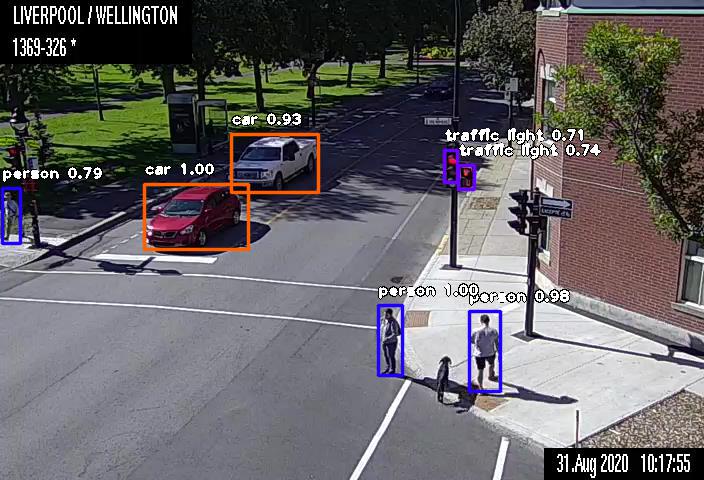 LIVERPOOL / WELLINGTON
1369-326 *
car 0.93
traffic light 0.71
traffic light 0.74
car 1.00
person 0.79
person 1.00
person 0.98
31.Aug 2020 10:17:55